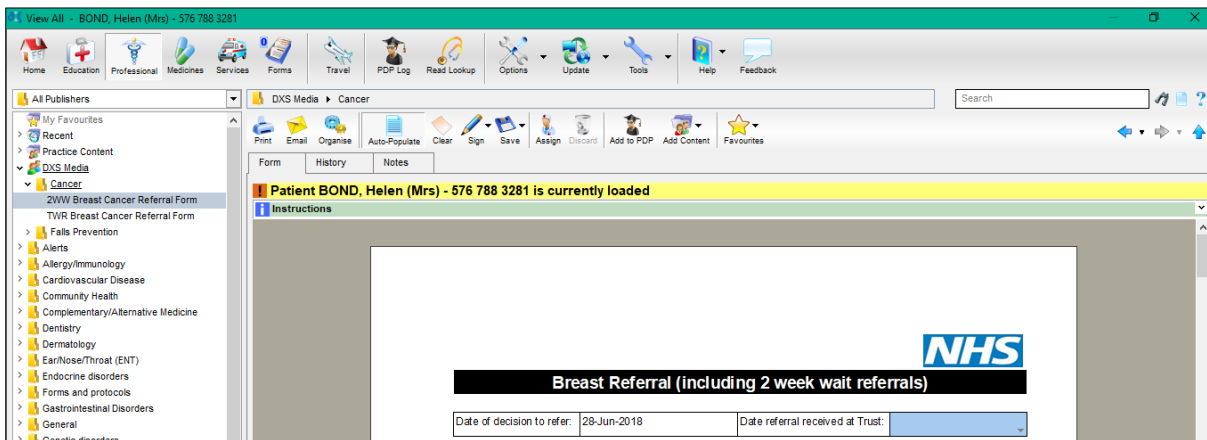 View All - BOND, Helen (Mrs) - 576 788 3281
0
Home Education Professional Medicines Services Forms Travel PDP Log Read Lookup Options Update Tools Help Feedback
All Publishers
DXS Media Cancer
Search
My Favourites
Recent
Practice Content
DXS Media
Cancer
2WW Breast Cancer Referral Form
TWR Breast Cancer Referral Form
Falls Prevention
Alerts
Allergy/Immunology
Cardiovascular Disease
Community Health
Complementary/Alternative Medicine
Dentistry
Dermatology
Ear/Nose/Throat (ENT)
Endocrine disorders
Forms and protocols
Gastrointestinal Disorders
General
Genetic disorders
Print Email Organise Auto-Populate Clear Sign Save Assign Discard Add to PDP Add Content Favourites
Form History Notes
Patient BOND, Helen (Mrs) - 576 788 3281 is currently loaded
Instructions
NHS
Breast Referral (including 2 week wait referrals)
Date of decision to refer: 28-Jun-2018 Date referral received at Trust: